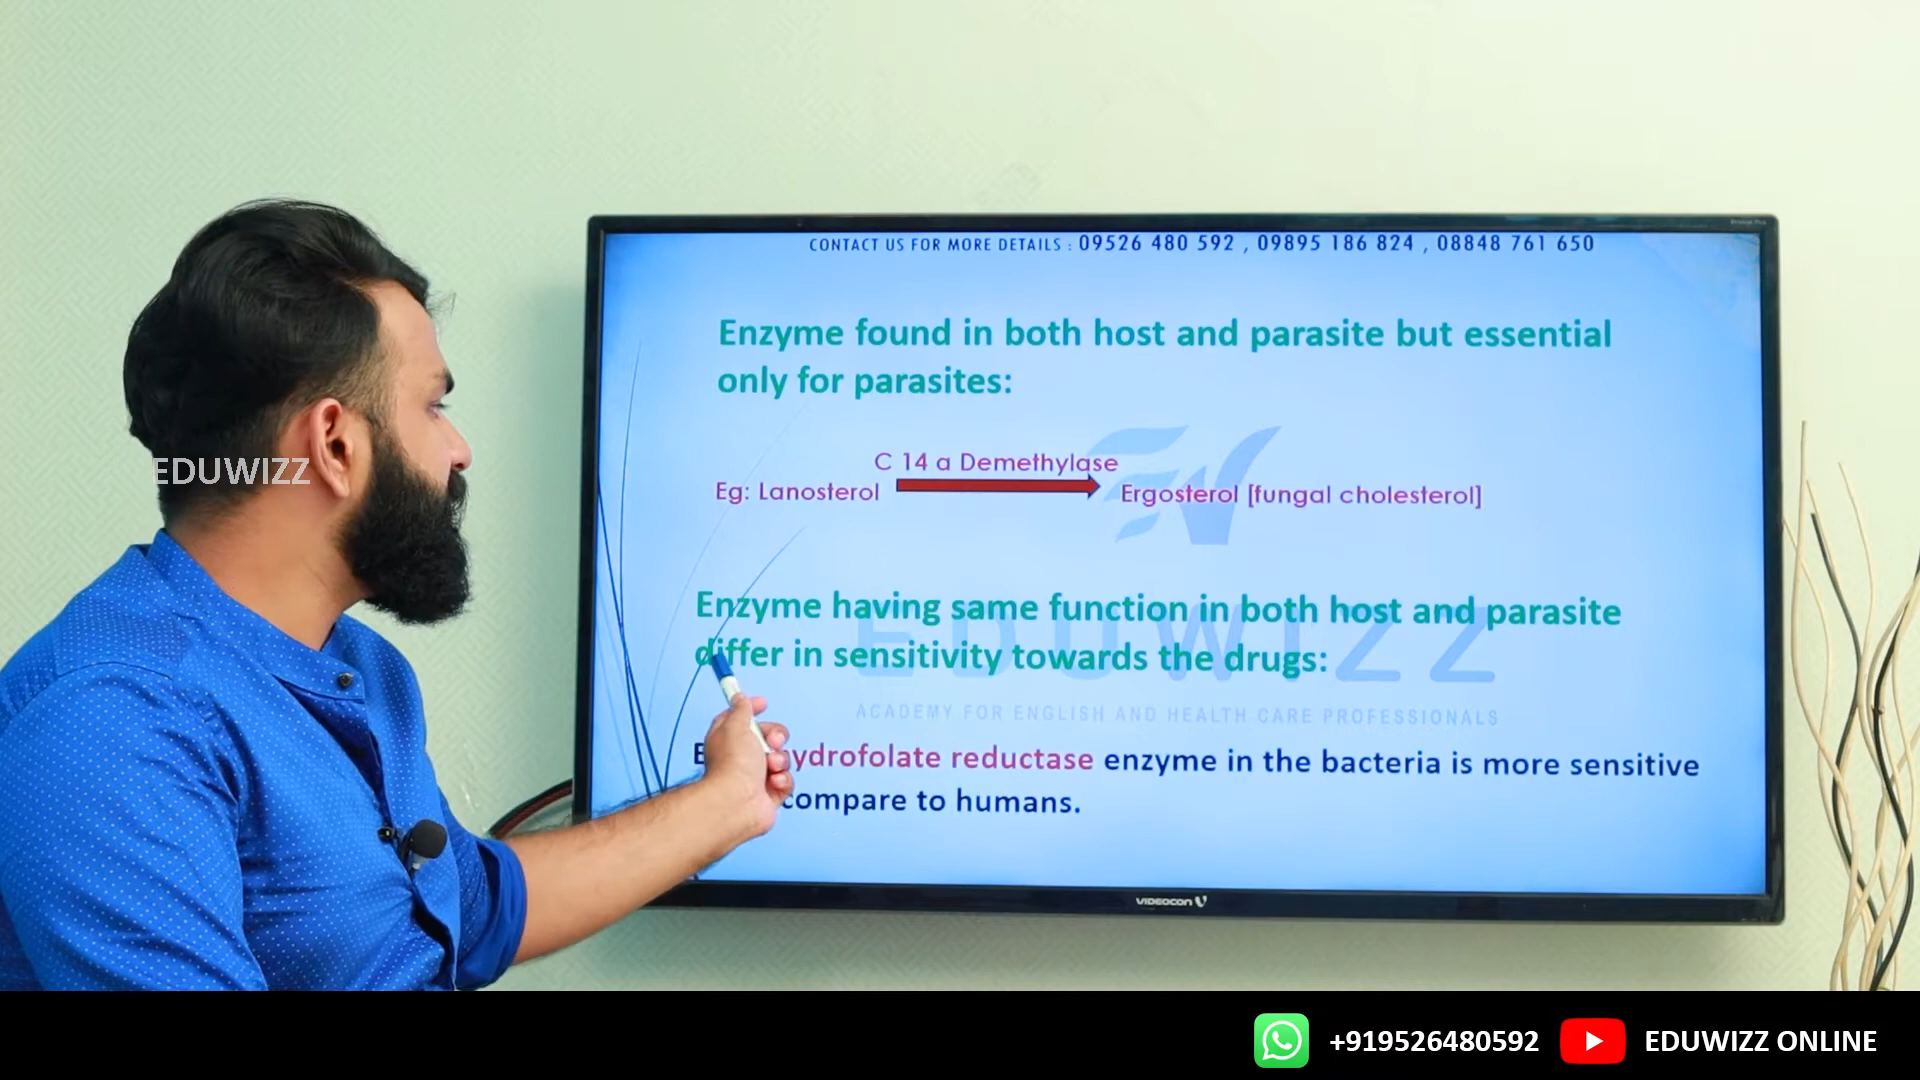 CONTACT US FOR MORE DETAILS : 09526 480 592 , 09895 186 824 , 08848 761 650
Enzyme found in both host and parasite but essential
only for parasites:
C 14 a Demethylase
Eg: Lanosterol
Ergosterol [fungal cholesterol]
EDUWIZZ
Enzyme having same function in both host and parasite
differ in sensitivity towards the drugs:
EDUWIZZ
ACADEMY FOR ENGLISH AND HEALTH CARE PROFESSIONALS
ydrofolate reductase enzyme in the bacteria is more sensitive
compare to humans.
VIDEOCON
+919526480592
EDUWIZZ ONLINE